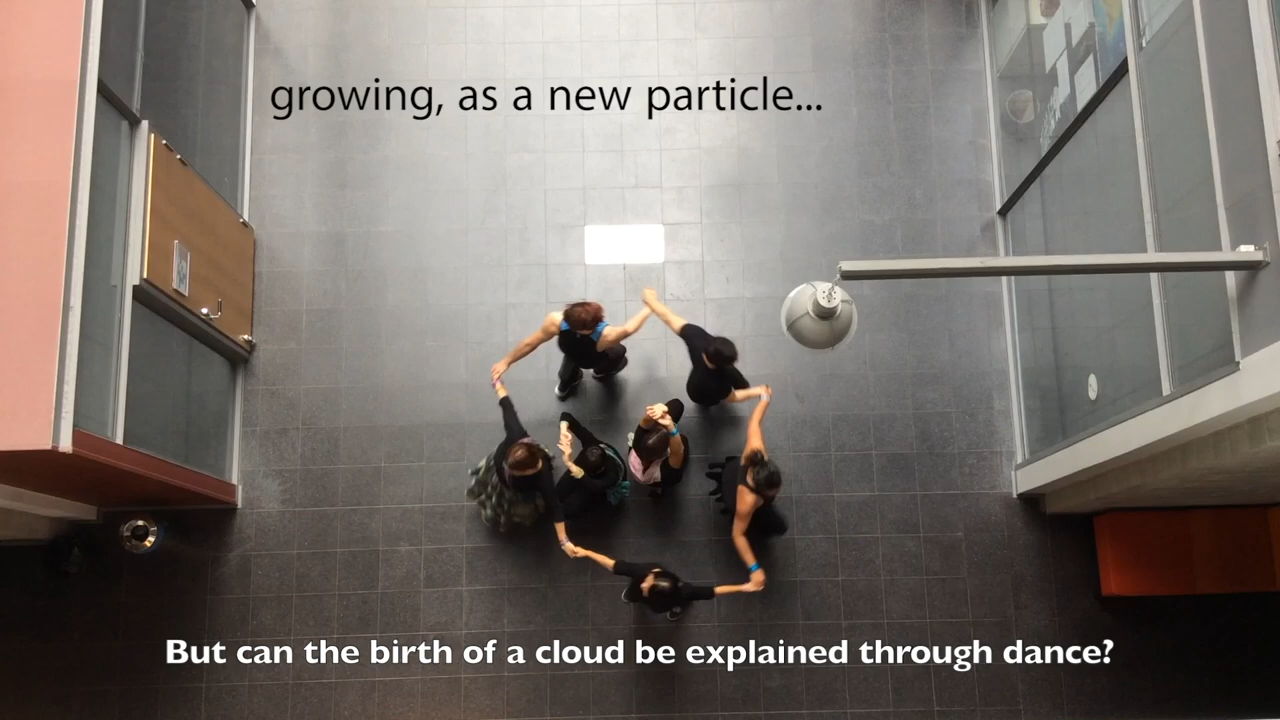 growing, as a new particle...
But can the birth of a cloud be explained through dance?